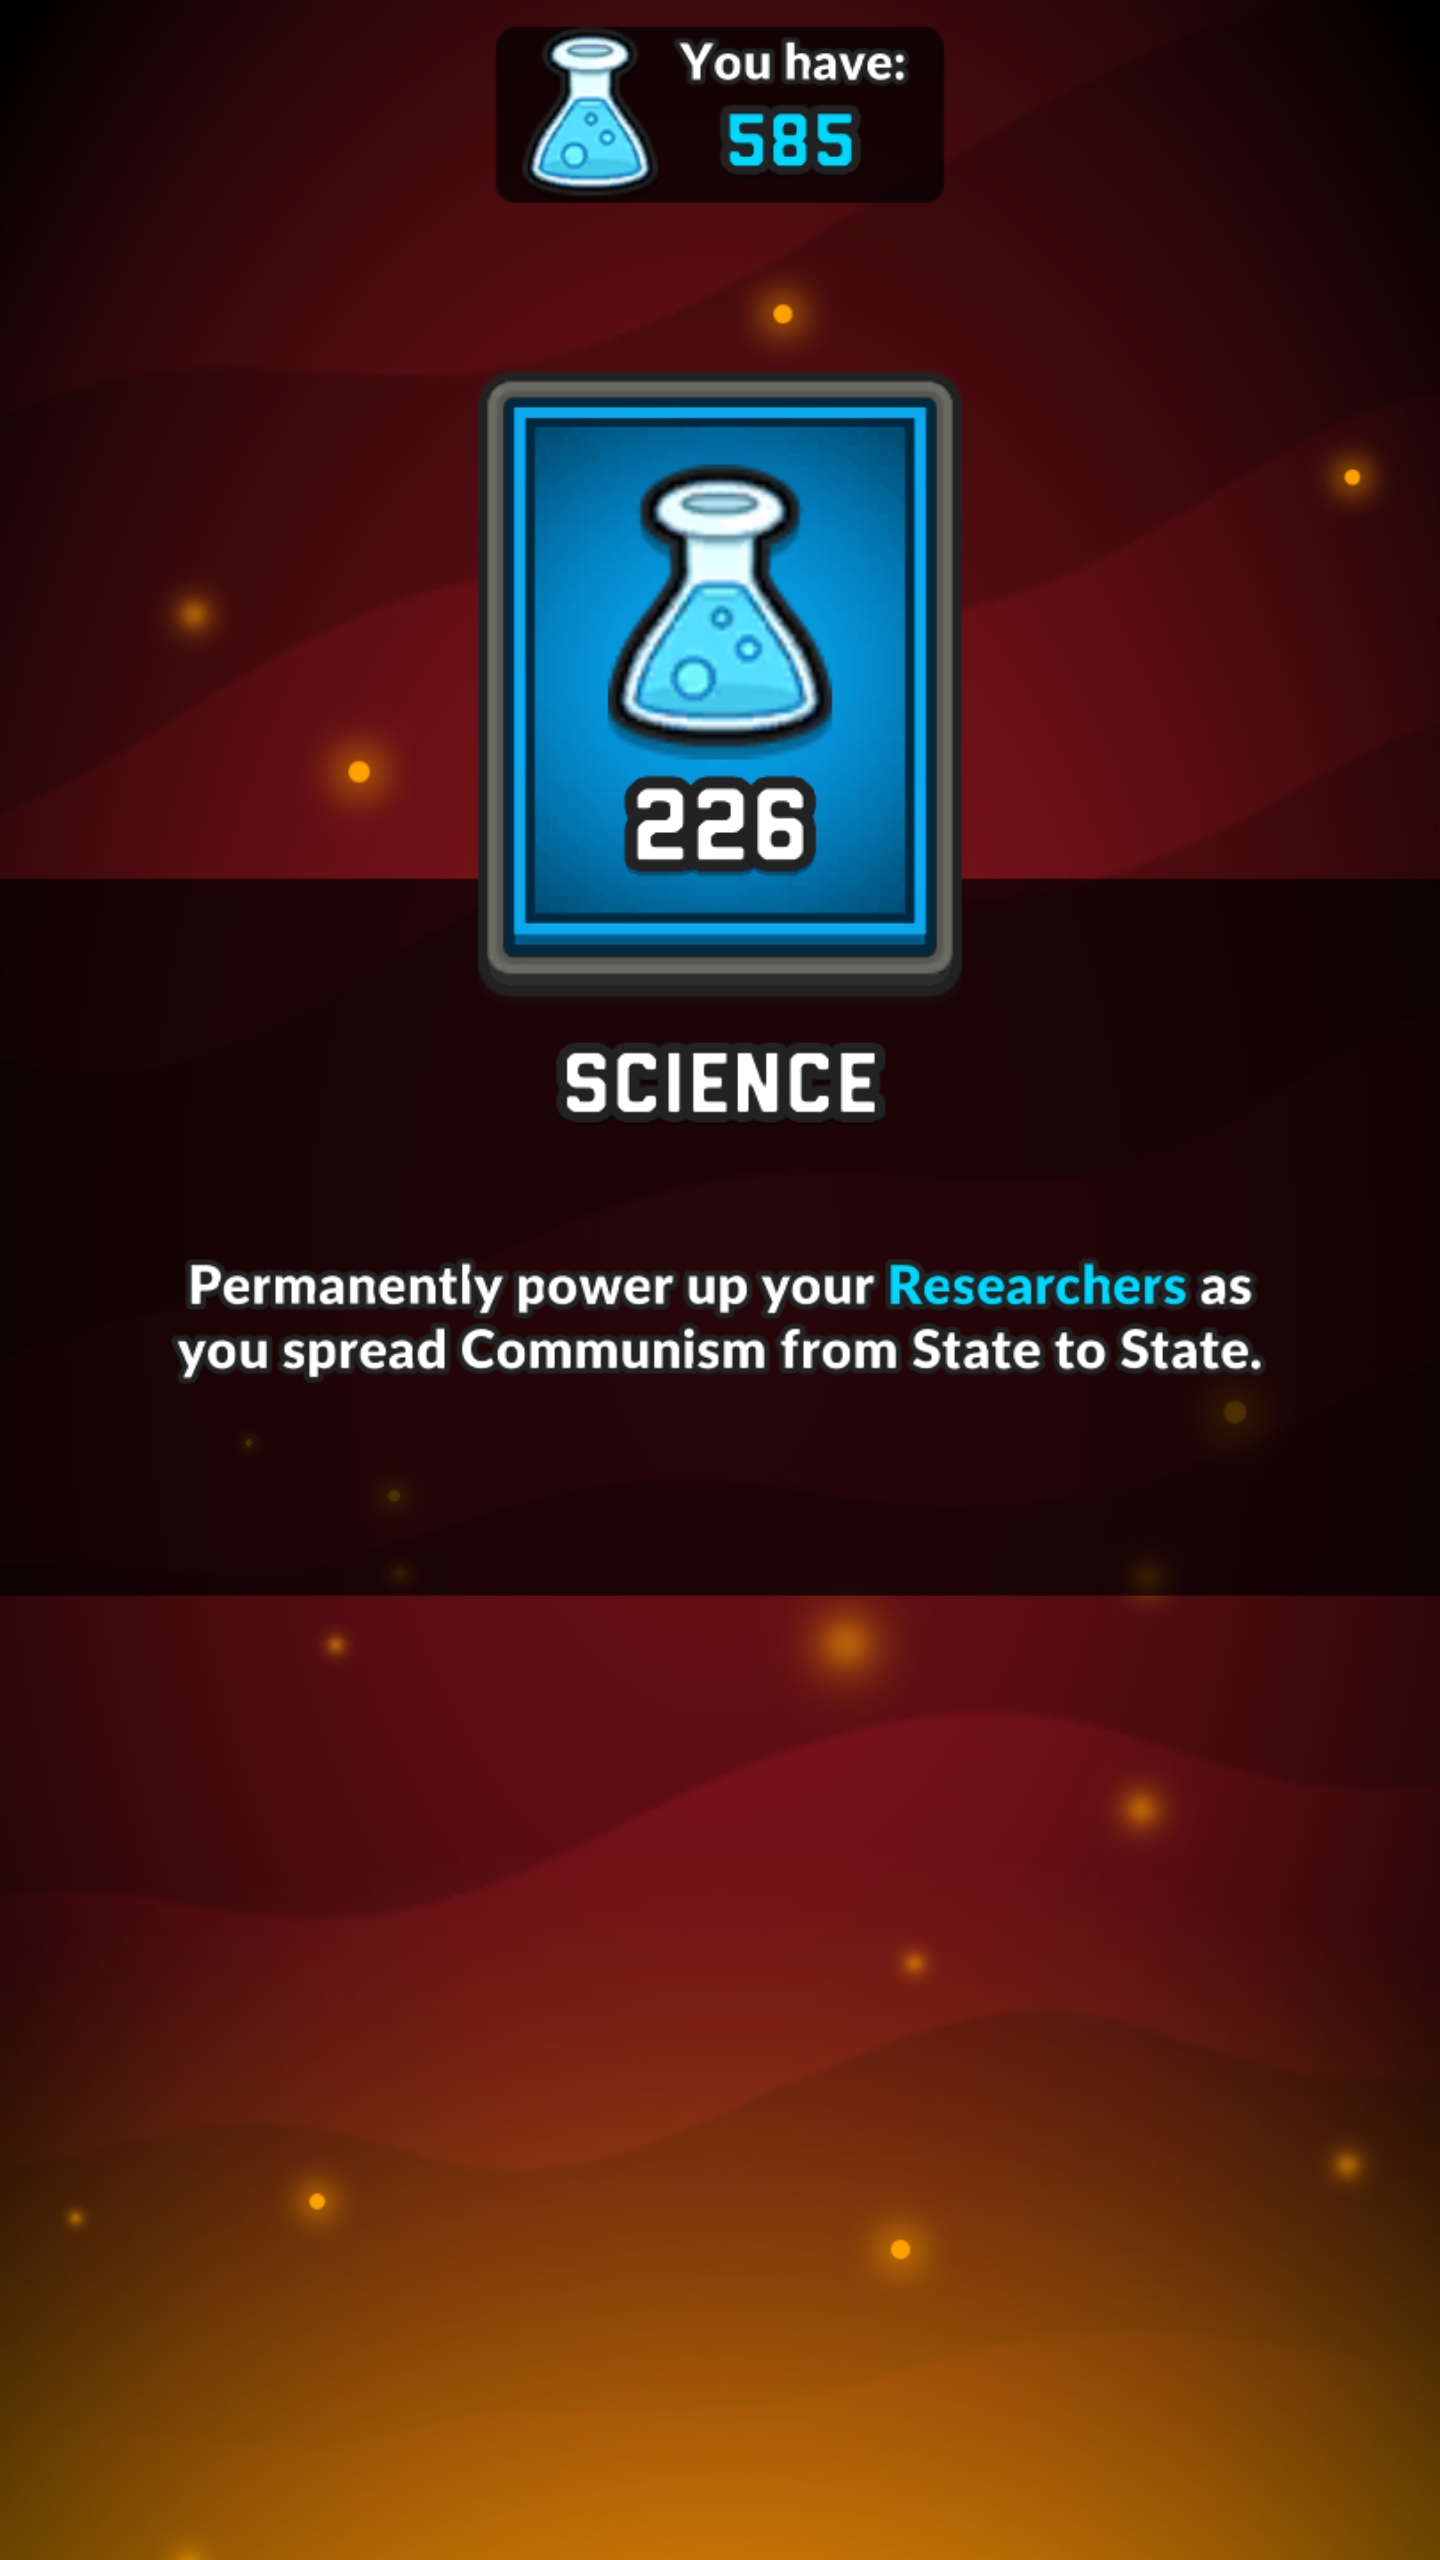 You have:
585
226
SCIENCE
Permanently power up your Researchers as
you spread Communism from State to State.